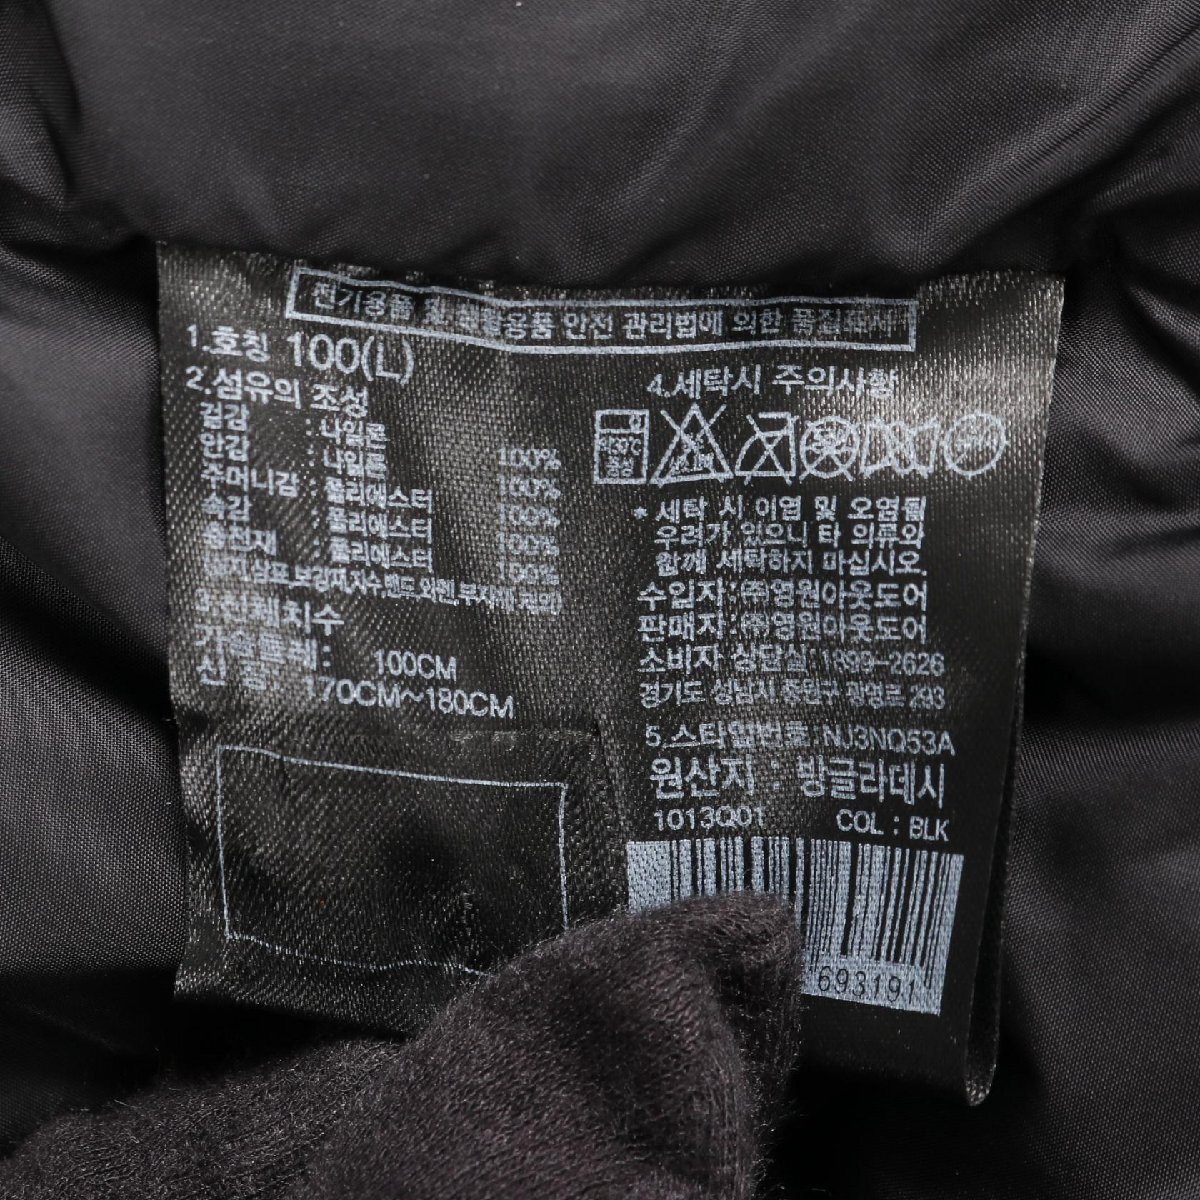 전기용품 및 생활용품 안전 관리법에 의한 품질표시
1.호칭 100(L)
2.섬유의 조성
겉감 : 나일론 100%
안감 : 나일론 100%
주머니감 : 폴리에스터 100%
속감 : 폴리에스터 100%
충전재 : 폴리에스터 100%
3.신체치수
가슴둘레: 100CM
신 장: 170CM~180CM
4.세탁시 주의사항
* 세탁 시 이염 및 오염될
우려가 있으니 타 의류와
함께 세탁하지 마십시오.
수입자:(주)영원아웃도어
판매자:(주)영원아웃도어
소비자 상담실: 1899-2626
경기도 성남시 중원구 광명로 293
5.스타일번호: NJ3NQ53A
원산지 : 방글라데시
1013Q01 COL : BLK
693191